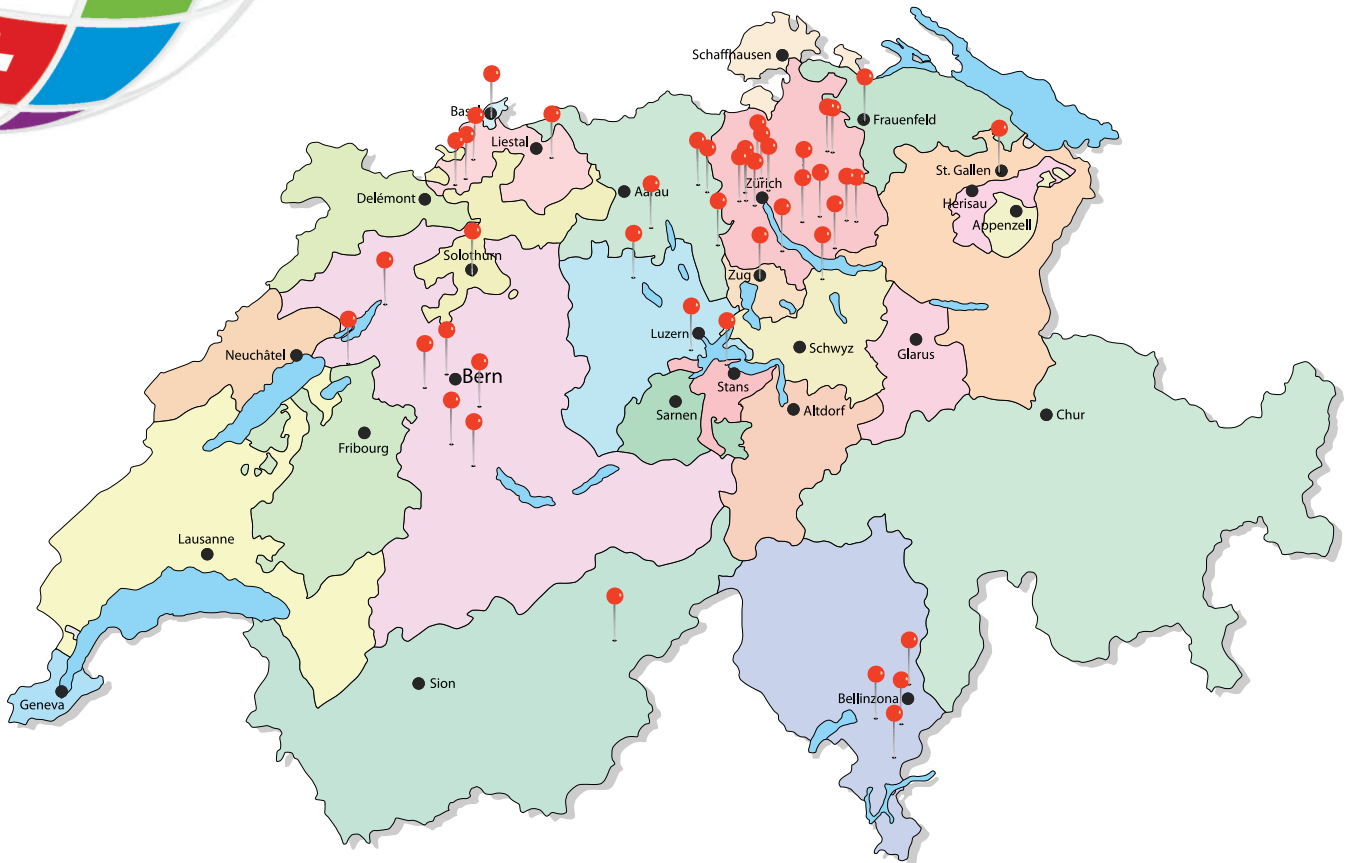 Schaffhausen
Basel
Liestal
Frauenfeld
St. Gallen
Delémont
Aarau
Zürich
Herisau
Appenzell
Solothurn
Zug
Neuchâtel
Luzern
Schwyz
Glarus
Bern
Stans
Sarnen
Altdorf
Chur
Fribourg
Lausanne
Sion
Bellinzona
Geneva